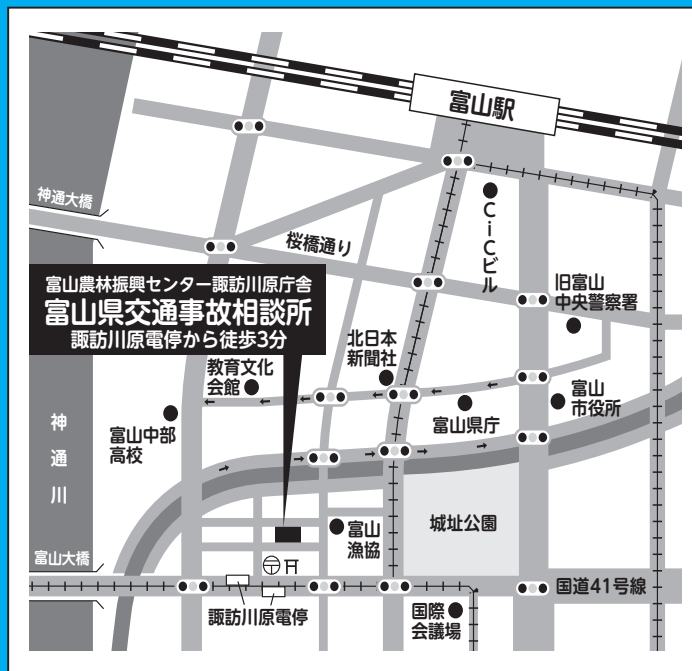 富山駅
神通大橋
桜橋通り
CiCビル
旧富山
中央警察署
富山農林振興センター諏訪川原庁舎
富山県交通事故相談所
諏訪川原電停から徒歩3分
北日本
新聞社
教育文化
会館
富山県庁
富山
市役所
富山中部
高校
神通川
城址公園
富山
漁協
富山大橋
諏訪川原電停
国道41号線
国際
会議場